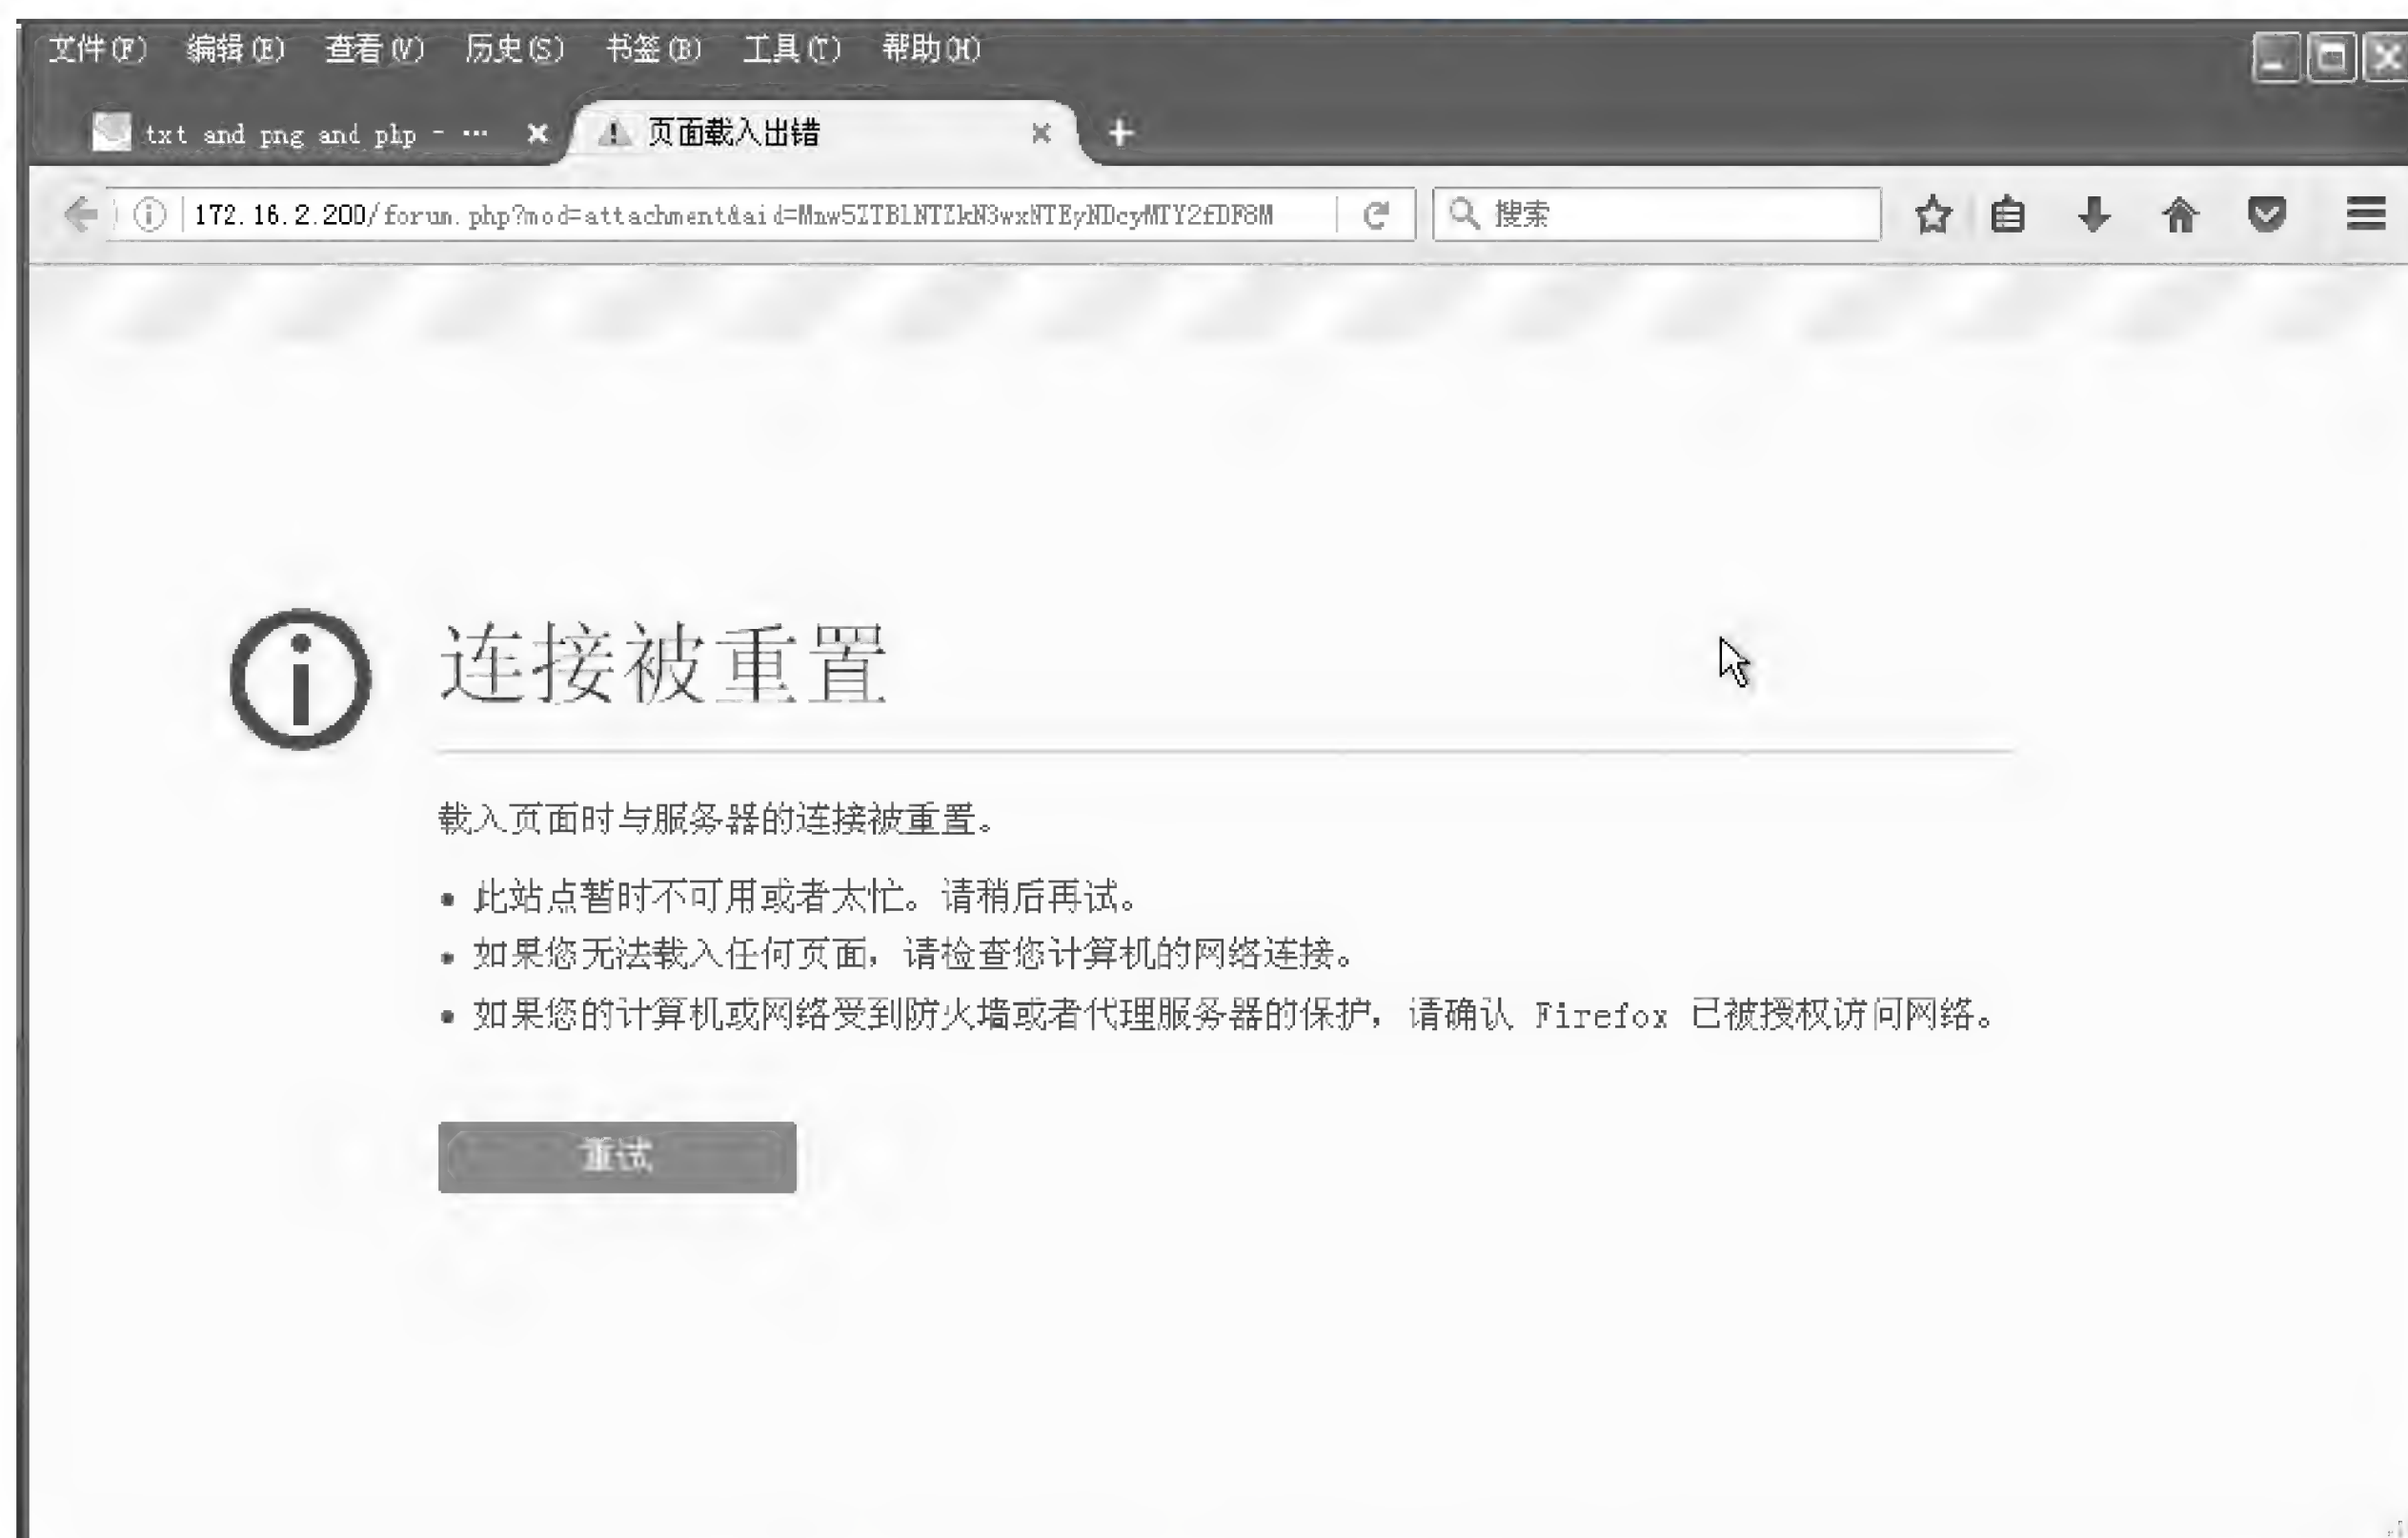 文件(F) 编辑(E) 查看(V) 历史(S) 书签(B) 工具(T) 帮助(H)
txt and png and php - ... 页面载入出错
172.16.2.200/forum.php?mod=attachment&aid=Mnw5ZTBlNTZkN3wxNTEyNDcyMTY2fDF8M 搜索
连接被重置
载入页面时与服务器的连接被重置。
• 此站点暂时不可用或者太忙。请稍后再试。
• 如果您无法载入任何页面，请检查您计算机的网络连接。
• 如果您的计算机或网络受到防火墙或者代理服务器的保护，请确认 Firefox 已被授权访问网络。
重试